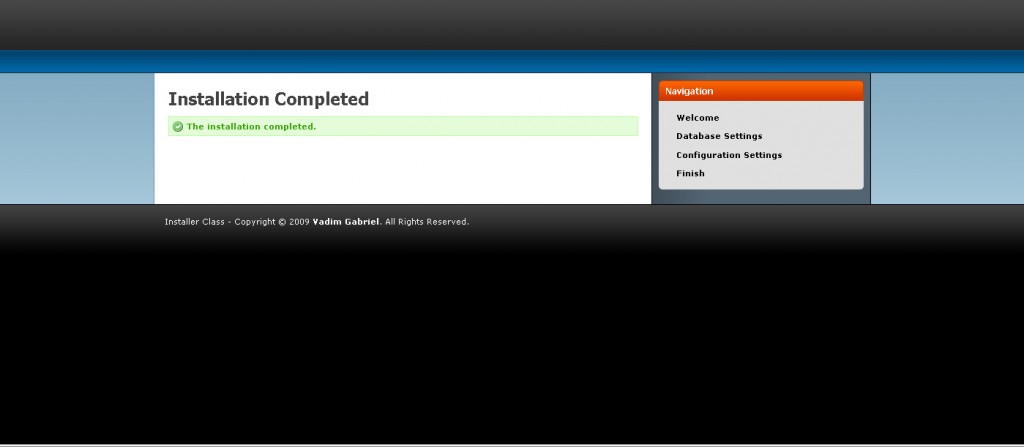 Installation Completed
The installation completed.
Navigation
Welcome
Database Settings
Configuration Settings
Finish
Installer Class - Copyright © 2009 Vadim Gabriel. All Rights Reserved.